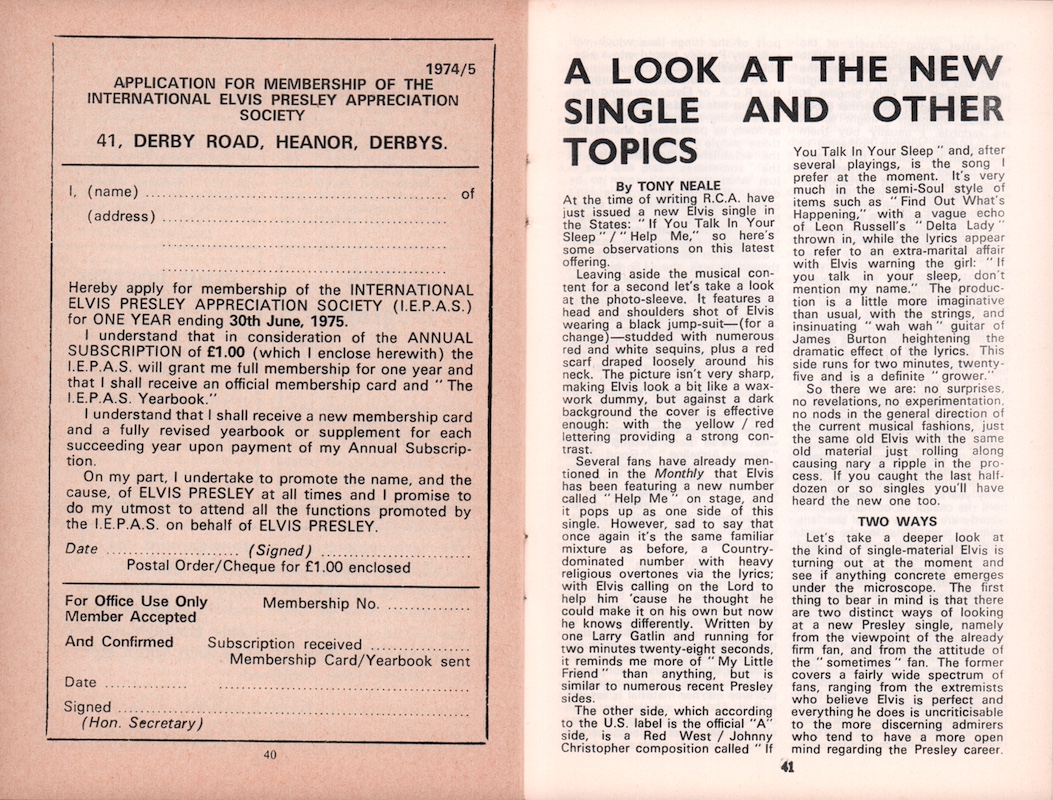 1974/5
APPLICATION FOR MEMBERSHIP OF THE
INTERNATIONAL ELVIS PRESLEY APPRECIATION
SOCIETY
41, DERBY ROAD, HEANOR, DERBYS.
I, (name) .......................................................... of
(address) ..........................................................
..........................................................
..........................................................
Hereby apply for membership of the INTERNATIONAL
ELVIS PRESLEY APPRECIATION SOCIETY (I.E.P.A.S.)
for ONE YEAR ending 30th June, 1975.
I understand that in consideration of the ANNUAL
SUBSCRIPTION of £1.00 (which I enclose herewith) the
I.E.P.A.S. will grant me full membership for one year and
that I shall receive an official membership card and "The
I.E.P.A.S. Yearbook."
I understand that I shall receive a new membership card
and a fully revised yearbook or supplement for each
succeeding year upon payment of my Annual Subscrip-
tion.
On my part, I undertake to promote the name, and the
cause, of ELVIS PRESLEY at all times and I promise to
do my utmost to attend all the functions promoted by
the I.E.P.A.S. on behalf of ELVIS PRESLEY.
Date ......................... (Signed) .............................
Postal Order/Cheque for £1.00 enclosed
For Office Use Only Membership No. ................
Member Accepted
And Confirmed Subscription received ...................
Membership Card/Yearbook sent
Date ................ ................................................
Signed ................................................................
(Hon. Secretary)
40
A LOOK AT THE NEW
SINGLE AND OTHER
TOPICS
By TONY NEALE
At the time of writing R.C.A. have
just issued a new Elvis single in
the States: "If You Talk In Your
Sleep"/"Help Me," so here's
some observations on this latest
offering.
Leaving aside the musical con-
tent for a second let's take a look
at the photo-sleeve. It features a
head and shoulders shot of Elvis
wearing a black jump-suit—(for a
change)—studded with numerous
red and white sequins, plus a red
scarf draped loosely around his
neck. The picture isn't very sharp,
making Elvis look a bit like a wax-
work dummy, but against a dark
background the cover is effective
enough: with the yellow / red
lettering providing a strong con-
trast.
Several fans have already men-
tioned in the Monthly that Elvis
has been featuring a new number
called "Help Me" on stage, and
it pops up as one side of this
single. However, sad to say that
once again it's the same familiar
mixture as before, a Country-
dominated number with heavy
religious overtones via the lyrics;
with Elvis calling on the Lord to
help him 'cause he thought he
could make it on his own but now
he knows differently. Written by
one Larry Gatlin and running for
two minutes twenty-eight seconds,
it reminds me more of "My Little
Friend" than anything, but is
similar to numerous recent Presley
sides.
The other side, which according
to the U.S. label is the official "A"
side, is a Red West / Johnny
Christopher composition called "If
You Talk In Your Sleep" and, after
several playings, is the song I
prefer at the moment. It's very
much in the semi-Soul style of
items such as "Find Out What's
Happening," with a vague echo
of Leon Russell's "Delta Lady"
thrown in, while the lyrics appear
to refer to an extra-marital affair
with Elvis warning the girl: "If
you talk in your sleep, don't
mention my name." The produc-
tion is a little more imaginative
than usual, with the strings, and
insinuating "wah wah" guitar of
James Burton heightening the
dramatic effect of the lyrics. This
side runs for two minutes, twenty-
five and is a definite "grower."
So there we are: no surprises,
no revelations, no experimentation,
no nods in the general direction of
the current musical fashions, just
the same old Elvis with the same
old material just rolling along
causing nary a ripple in the pro-
cess. If you caught the last half-
dozen or so singles you'll have
heard the new one too.
TWO WAYS
Let's take a deeper look at
the kind of single-material Elvis is
turning out at the moment and
see if anything concrete emerges
under the microscope. The first
thing to bear in mind is that there
are two distinct ways of looking
at a new Presley single, namely
from the viewpoint of the already
firm fan, and from the attitude of
the "sometimes" fan. The former
covers a fairly wide spectrum of
fans, ranging from the extremists
who believe Elvis is perfect and
everything he does is uncriticisable
to the more discerning admirers
who tend to have a more open
mind regarding the Presley career.
41